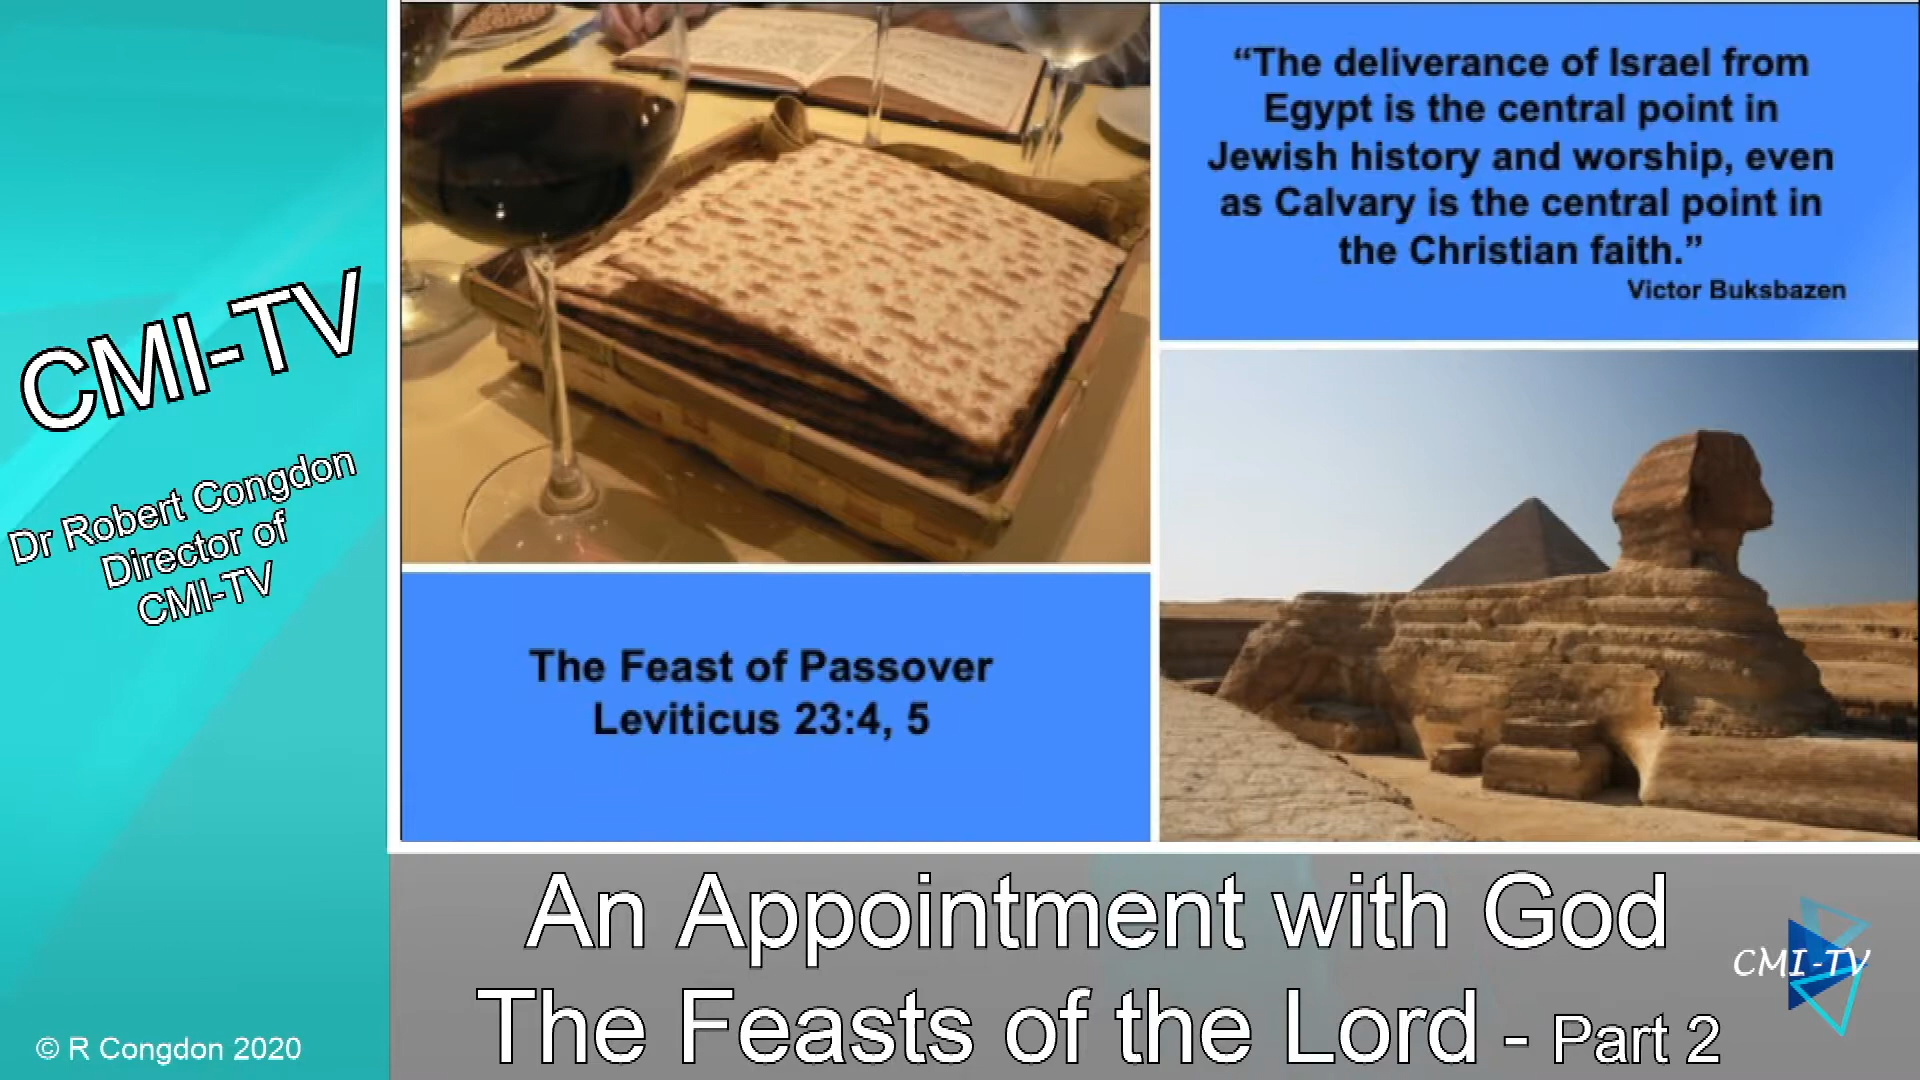 CMI-TV
Dr Robert Congdon
Director of
CMI-TV
© R Congdon 2020
“The deliverance of Israel from
Egypt is the central point in
Jewish history and worship, even
as Calvary is the central point in
the Christian faith.”
Victor Buksbazen
The Feast of Passover
Leviticus 23:4, 5
An Appointment with God
The Feasts of the Lord - Part 2
CMI-TV